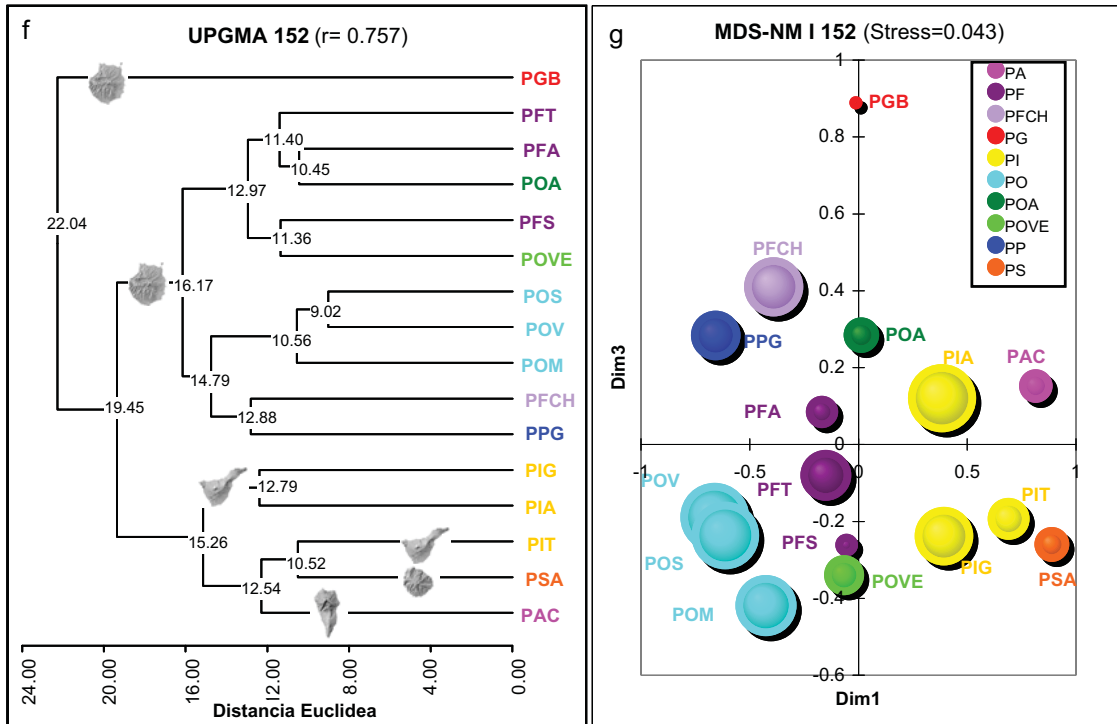 f
UPGMA 152 (r= 0.757)
PGB
PFT
11.40
PFA
10.45
POA
12.97
PFS
22.04
11.36
POVE
16.17
POS
9.02
POV
10.56
POM
14.79
PFCH
19.45
12.88
PPG
PIG
12.79
PIA
15.26
PIT
10.52
PSA
12.54
PAC
24.00
20.00
16.00
12.00
8.00
4.00
0.00
Distancia Euclidea
g
MDS-NM I 152 (Stress=0.043)
1
0.8
0.6
0.4
0.2
0
-0.2
-0.4
-0.6
-1
-0.5
0.5
1
Dim3
Dim1
PGB
PFCH
PPG
POA
PIA
PAC
PFA
POV
PFT
PIT
PFS
POS
PIG
PSA
POVE
POM
PA
PF
PFCH
PG
PI
PO
POA
POVE
PP
PS